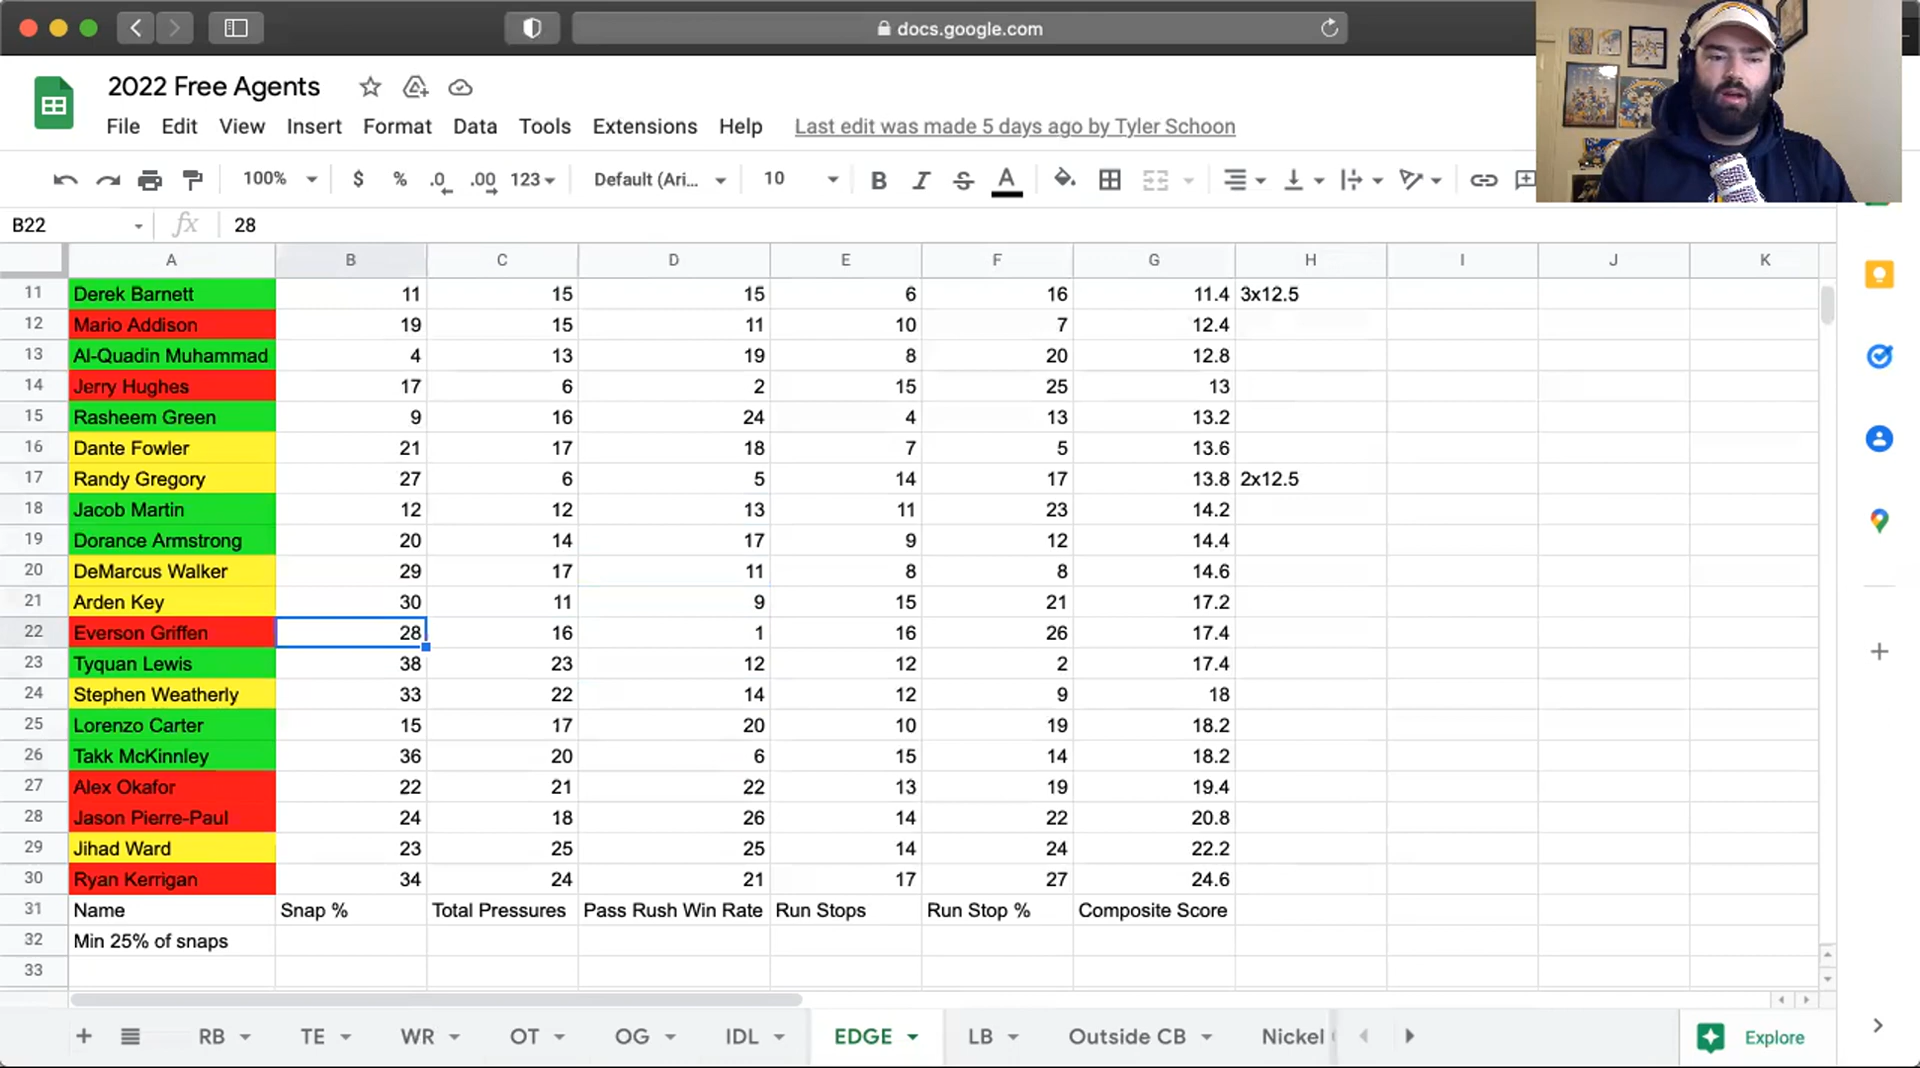 docs.google.com
2022 Free Agents
File Edit View Insert Format Data Tools Extensions Help Last edit was made 5 days ago by Tyler Schoon
100% $ % .0 .00 123 Default (Ari... 10 B I S A
B22 fx 28
A B C D E F G H I J K
11 Derek Barnett 11 15 15 6 16 11.4 3x12.5
12 Mario Addison 19 15 11 10 7 12.4
13 Al-Quadin Muhammad 4 13 19 8 20 12.8
14 Jerry Hughes 17 6 2 15 25 13
15 Rasheem Green 9 16 24 4 13 13.2
16 Dante Fowler 21 17 18 7 5 13.6
17 Randy Gregory 27 6 5 14 17 13.8 2x12.5
18 Jacob Martin 12 12 13 11 23 14.2
19 Dorance Armstrong 20 14 17 9 12 14.4
20 DeMarcus Walker 29 17 11 8 8 14.6
21 Arden Key 30 11 9 15 21 17.2
22 Everson Griffen 28 16 1 16 26 17.4
23 Tyquan Lewis 38 23 12 12 2 17.4
24 Stephen Weatherly 33 22 14 12 9 18
25 Lorenzo Carter 15 17 20 10 19 18.2
26 Takk McKinnley 36 20 6 15 14 18.2
27 Alex Okafor 22 21 22 13 19 19.4
28 Jason Pierre-Paul 24 18 26 14 22 20.8
29 Jihad Ward 23 25 25 14 24 22.2
30 Ryan Kerrigan 34 24 21 17 27 24.6
31 Name Snap % Total Pressures Pass Rush Win Rate Run Stops Run Stop % Composite Score
32 Min 25% of snaps
33
RB TE WR OT OG IDL EDGE LB Outside CB Nickel Explore